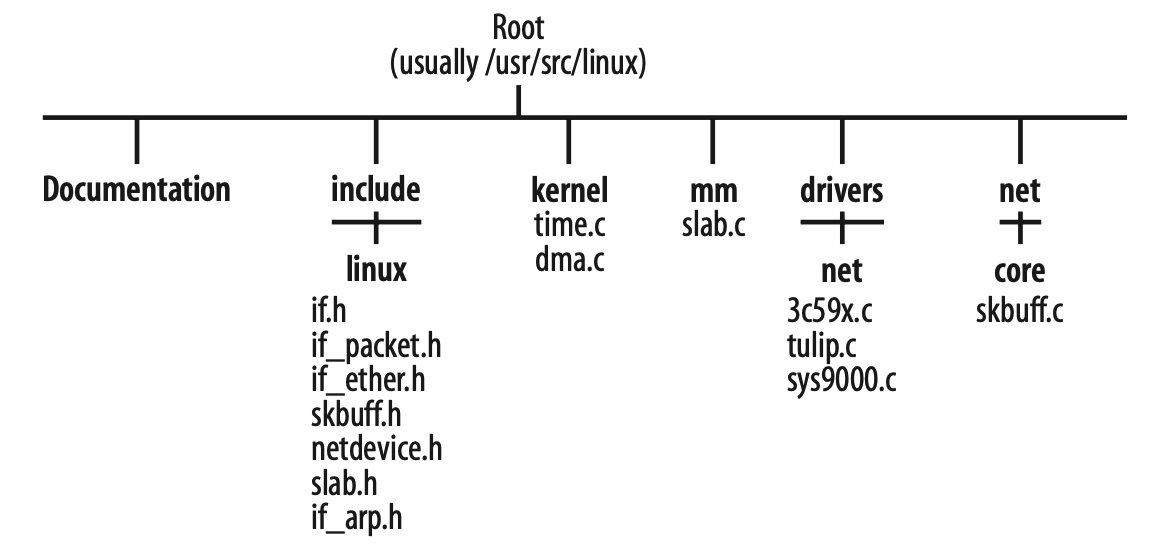 Root
(usually /usr/src/linux)
Documentation
include
linux
if.h
if_packet.h
if_ether.h
skbuff.h
netdevice.h
slab.h
if_arp.h
kernel
time.c
dma.c
mm
slab.c
drivers
net
3c59x.c
tulip.c
sys9000.c
net
core
skbuff.c